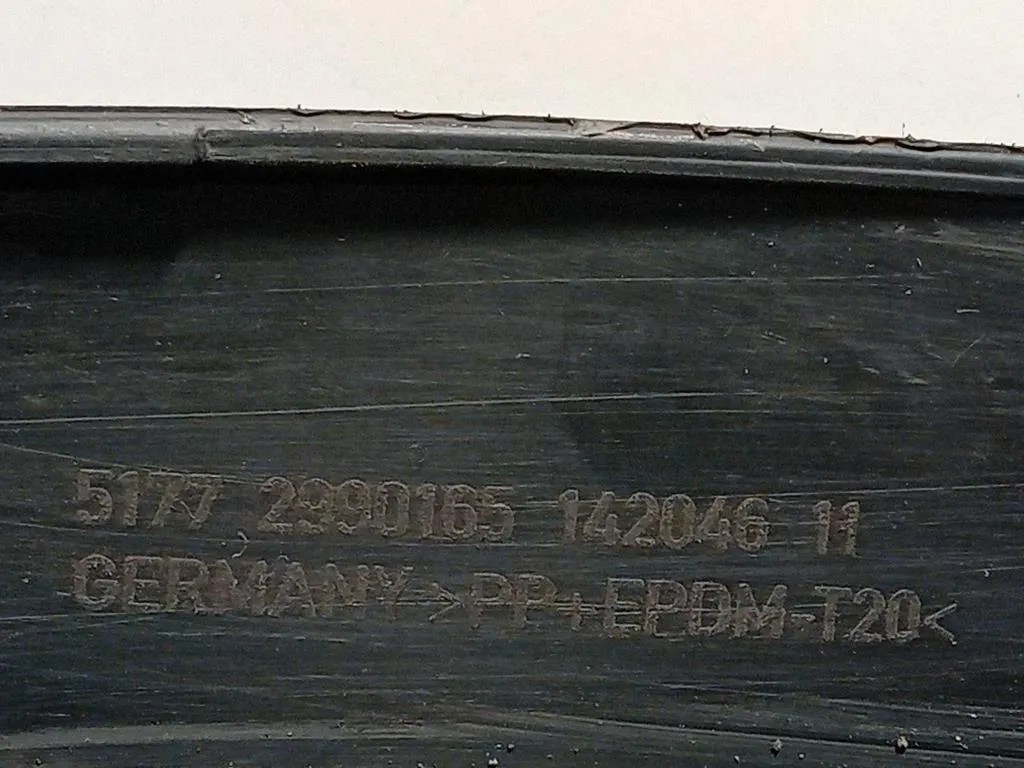 5177 2990165 142046 11
GERMANY >PP+EPDM-T20<